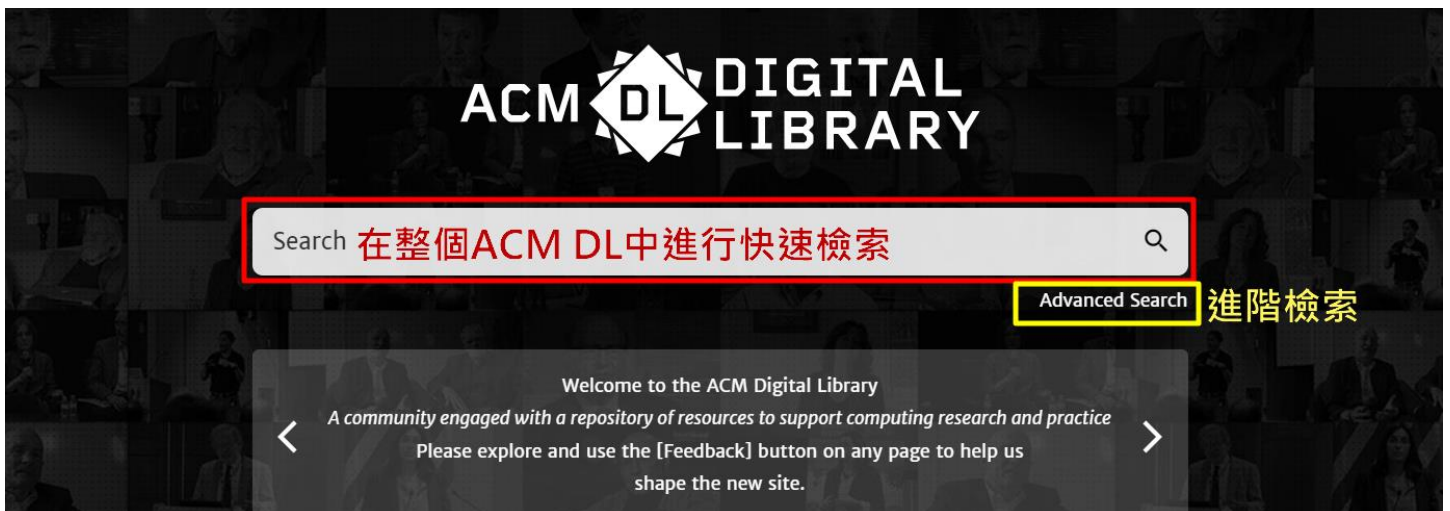 ACM DL DIGITAL LIBRARY
Search 在整個ACM DL中進行快速檢索
Advanced Search 進階檢索
Welcome to the ACM Digital Library
A community engaged with a repository of resources to support computing research and practice
Please explore and use the [Feedback] button on any page to help us
shape the new site.